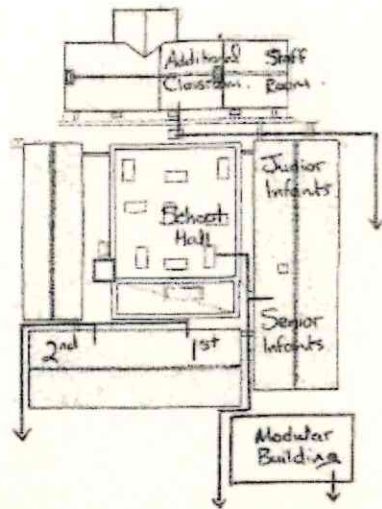 Additional Staff
Classroom. Room.
Junior
Infants
School
Hall
Senior
Infants
2nd 1st
Modular
Building